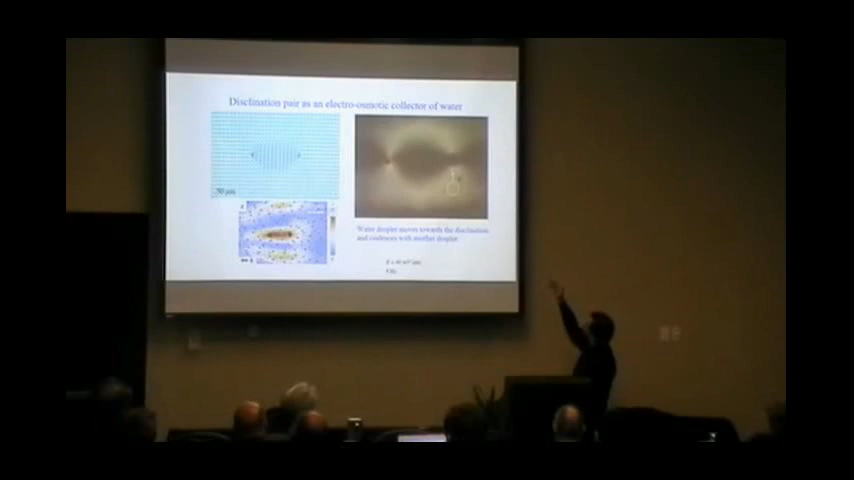 Disclination pair as an electro-osmotic collector of water
50 µm
Water droplet moves towards the disclination
and coalesces with another droplet